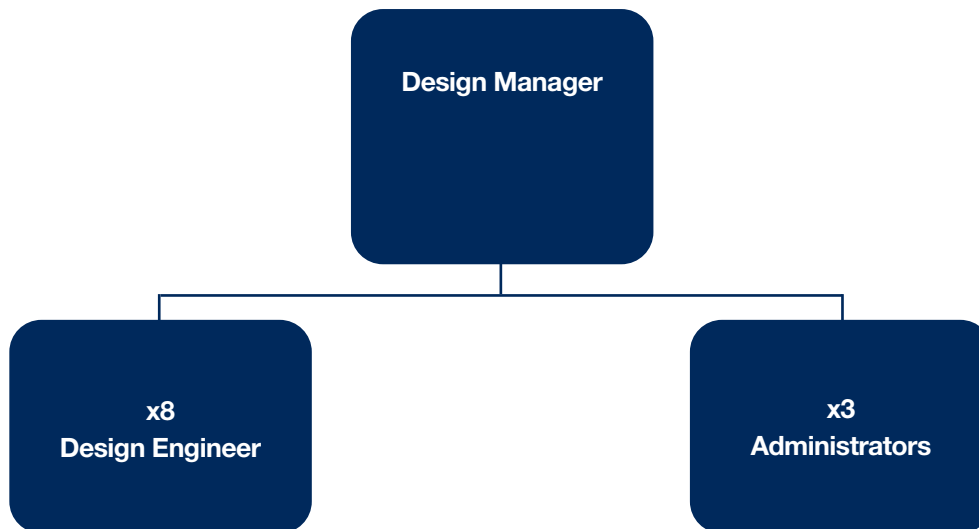 Design Manager
x8
Design Engineer
x3
Administrators